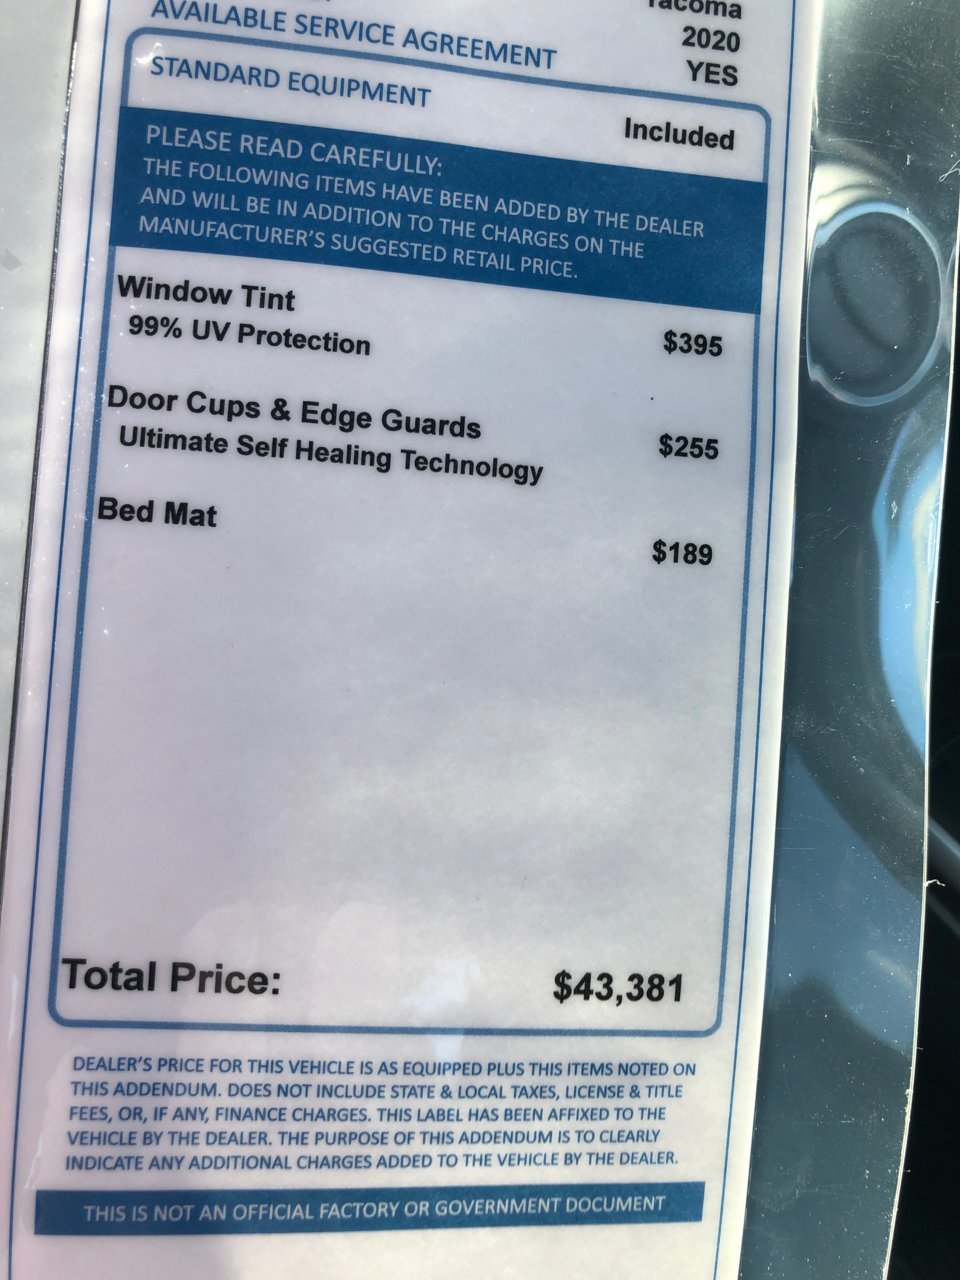 Tacoma
2020
AVAILABLE SERVICE AGREEMENT YES
STANDARD EQUIPMENT Included
PLEASE READ CAREFULLY:
THE FOLLOWING ITEMS HAVE BEEN ADDED BY THE DEALER
AND WILL BE IN ADDITION TO THE CHARGES ON THE
MANUFACTURER'S SUGGESTED RETAIL PRICE.
Window Tint
99% UV Protection $395
Door Cups & Edge Guards
Ultimate Self Healing Technology $255
Bed Mat
$189
Total Price: $43,381
DEALER'S PRICE FOR THIS VEHICLE IS AS EQUIPPED PLUS THIS ITEMS NOTED ON
THIS ADDENDUM. DOES NOT INCLUDE STATE & LOCAL TAXES, LICENSE & TITLE
FEES, OR, IF ANY, FINANCE CHARGES. THIS LABEL HAS BEEN AFFIXED TO THE
VEHICLE BY THE DEALER. THE PURPOSE OF THIS ADDENDUM IS TO CLEARLY
INDICATE ANY ADDITIONAL CHARGES ADDED TO THE VEHICLE BY THE DEALER.
THIS IS NOT AN OFFICIAL FACTORY OR GOVERNMENT DOCUMENT